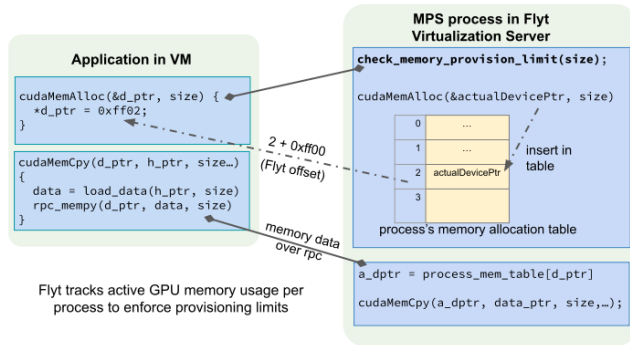 Application in VM
cudaMemAlloc(&d_ptr, size) {
*d_ptr = 0xff02;
}
cudaMemCpy(d_ptr, h_ptr, size…)
{
data = load_data(h_ptr, size)
rpc_mempy(d_ptr, data, size)
}
Flyt tracks active GPU memory usage per
process to enforce provisioning limits
2 + 0xff00
(Flyt offset)
memory data
over rpc
MPS process in Flyt
Virtualization Server
check_memory_provision_limit(size);
cudaMemAlloc(&actualDevicePtr, size)
0 …
1 …
2 actualDevicePtr
3
insert in
table
process's memory allocation table
a_dptr = process_mem_table[d_ptr]
cudaMemCpy(a_dptr, data_ptr, size,…);